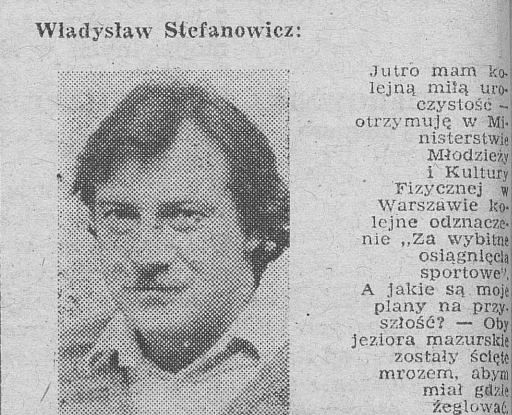 Władysław Stefanowicz:
Jutro mam ko-
lejną miłą uro-
czystość —
otrzymuję w Mi-
nisterstwie
Młodzieży
i Kultury
Fizycznej w
Warszawie ko-
lejne odznacze-
nie „Za wybitne
osiągnięcia
sportowe".
A jakie są moje
plany na przy-
szłość? — Oby
jeziora mazurskie
zostały ścięte
mrozem, abym
miał gdzie
żeglować.